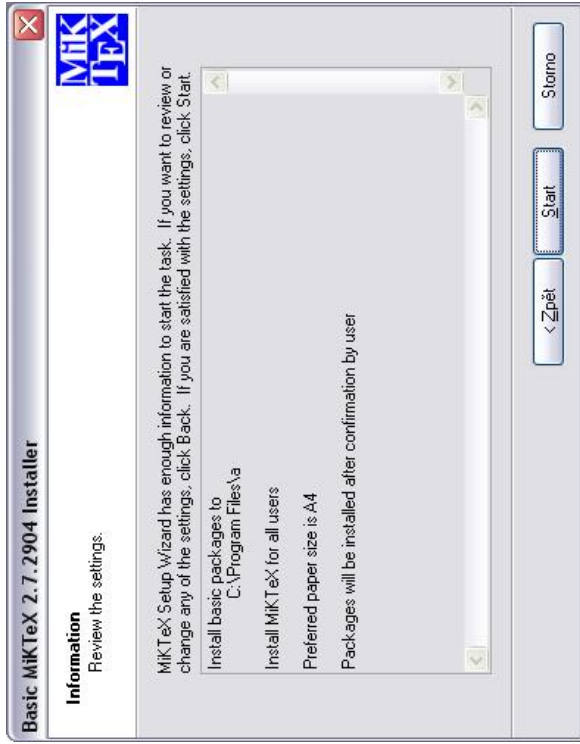 Basic MiKTeX 2.7.2904 Installer
Information
Review the settings.
MiKTeX
MiKTeX Setup Wizard has enough information to start the task. If you want to review or
change any of the settings, click Back. If you are satisfied with the settings, click Start.
Install basic packages to
C:\Program Files\a
Install MiKTeX for all users
Preferred paper size is A4
Packages will be installed after confirmation by user
< Zpět
Start
Storno